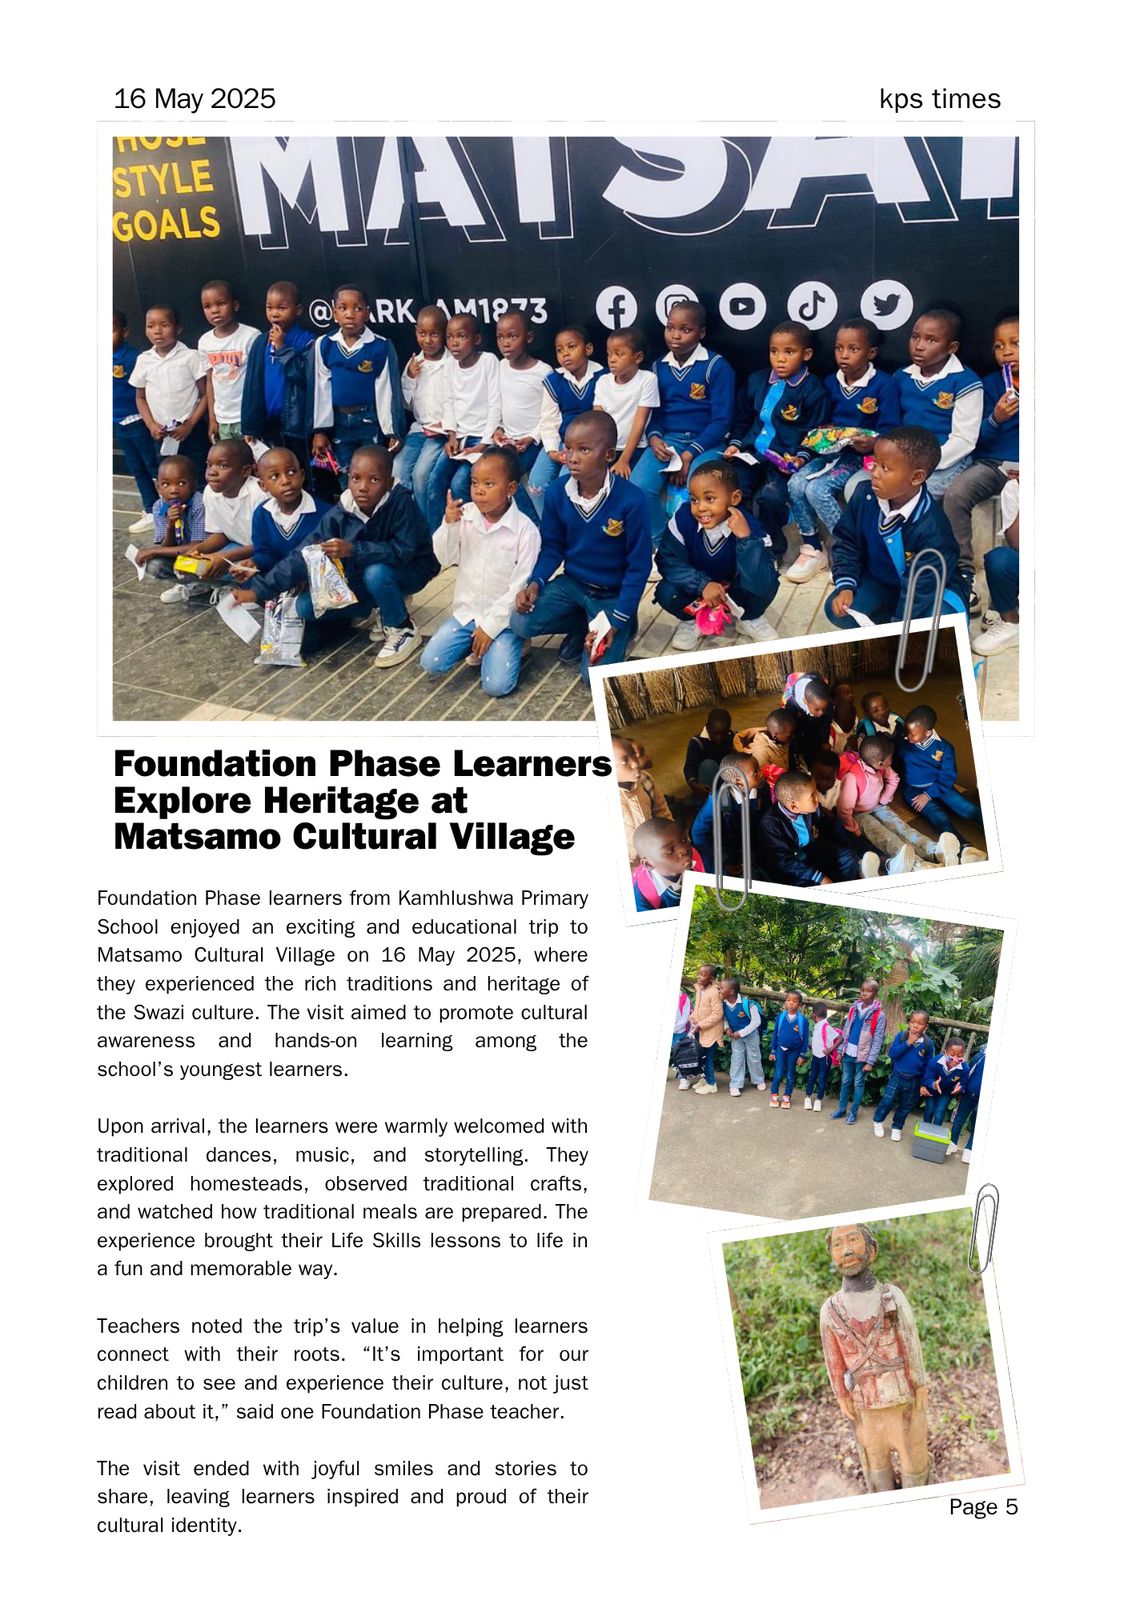 16 May 2025
kps times
HOSE
STYLE
GOALS
MATSA
AM1873
Foundation Phase Learners
Explore Heritage at
Matsamo Cultural Village
Foundation Phase learners from Kamhlushwa Primary
School enjoyed an exciting and educational trip to
Matsamo Cultural Village on 16 May 2025, where
they experienced the rich traditions and heritage of
the Swazi culture. The visit aimed to promote cultural
awareness and hands-on learning among the
school’s youngest learners.
Upon arrival, the learners were warmly welcomed with
traditional dances, music, and storytelling. They
explored homesteads, observed traditional crafts,
and watched how traditional meals are prepared. The
experience brought their Life Skills lessons to life in
a fun and memorable way.
Teachers noted the trip’s value in helping learners
connect with their roots. “It’s important for our
children to see and experience their culture, not just
read about it,” said one Foundation Phase teacher.
The visit ended with joyful smiles and stories to
share, leaving learners inspired and proud of their
cultural identity.
Page 5